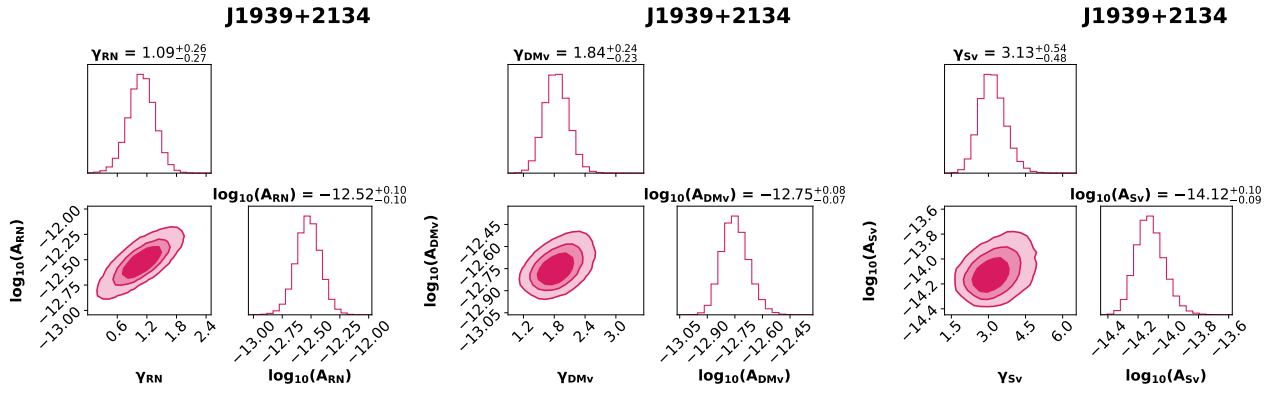 J1939+2134
γRN = 1.09+0.26−0.27
log10(ARN) = −12.52+0.10−0.10
log10(ARN)
−12.00
−12.25
−12.50
−12.75
−13.00
0.6 1.2 1.8 2.4
γRN
−13.00 −12.75 −12.50 −12.25 −12.00
log10(ARN)
J1939+2134
γDMv = 1.84+0.24−0.23
log10(ADMv) = −12.75+0.08−0.07
log10(ADMv)
−12.45
−12.60
−12.75
−12.90
−13.05
1.2 1.8 2.4 3.0
γDMv
−13.05 −12.90 −12.75 −12.60 −12.45
log10(ADMv)
J1939+2134
γSv = 3.13+0.54−0.48
log10(ASv) = −14.12+0.10−0.09
log10(ASv)
−13.6
−13.8
−14.0
−14.2
−14.4
1.5 3.0 4.5 6.0
γSv
−14.4 −14.2 −14.0 −13.8 −13.6
log10(ASv)